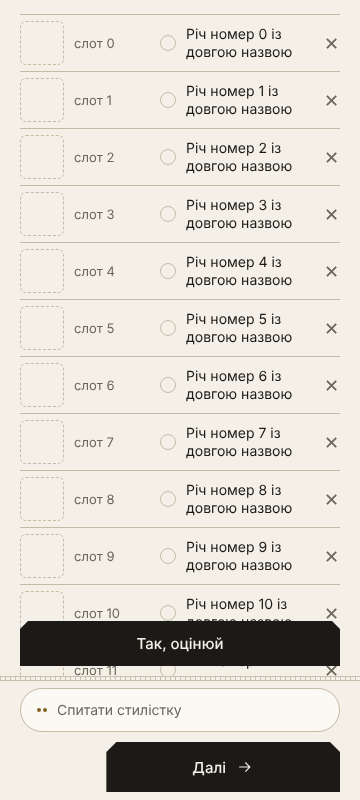 слот 0
Річ номер 0 із
довгою назвою
слот 1
Річ номер 1 із
довгою назвою
слот 2
Річ номер 2 із
довгою назвою
слот 3
Річ номер 3 із
довгою назвою
слот 4
Річ номер 4 із
довгою назвою
слот 5
Річ номер 5 із
довгою назвою
слот 6
Річ номер 6 із
довгою назвою
слот 7
Річ номер 7 із
довгою назвою
слот 8
Річ номер 8 із
довгою назвою
слот 9
Річ номер 9 із
довгою назвою
слот 10
Річ номер 10 із
Так, оцінюй
слот 11
Спитати стилістку
Далі →